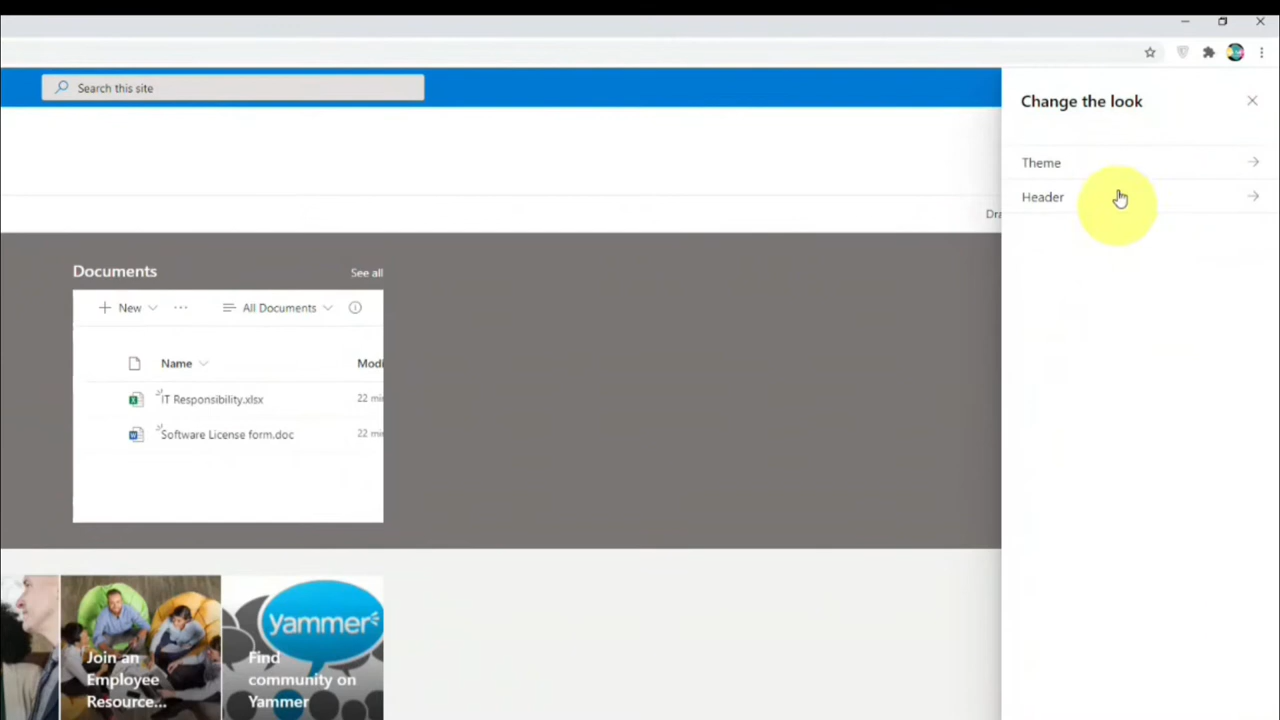 Search this site
Change the look
Theme
Header
Dra
Documents
See all
New
All Documents
Name
Modi
IT Responsibility.xlsx
22 mi
Software License form.doc
22 mi
Join an
Employee
Resource...
yammer
Find
community on
Yammer